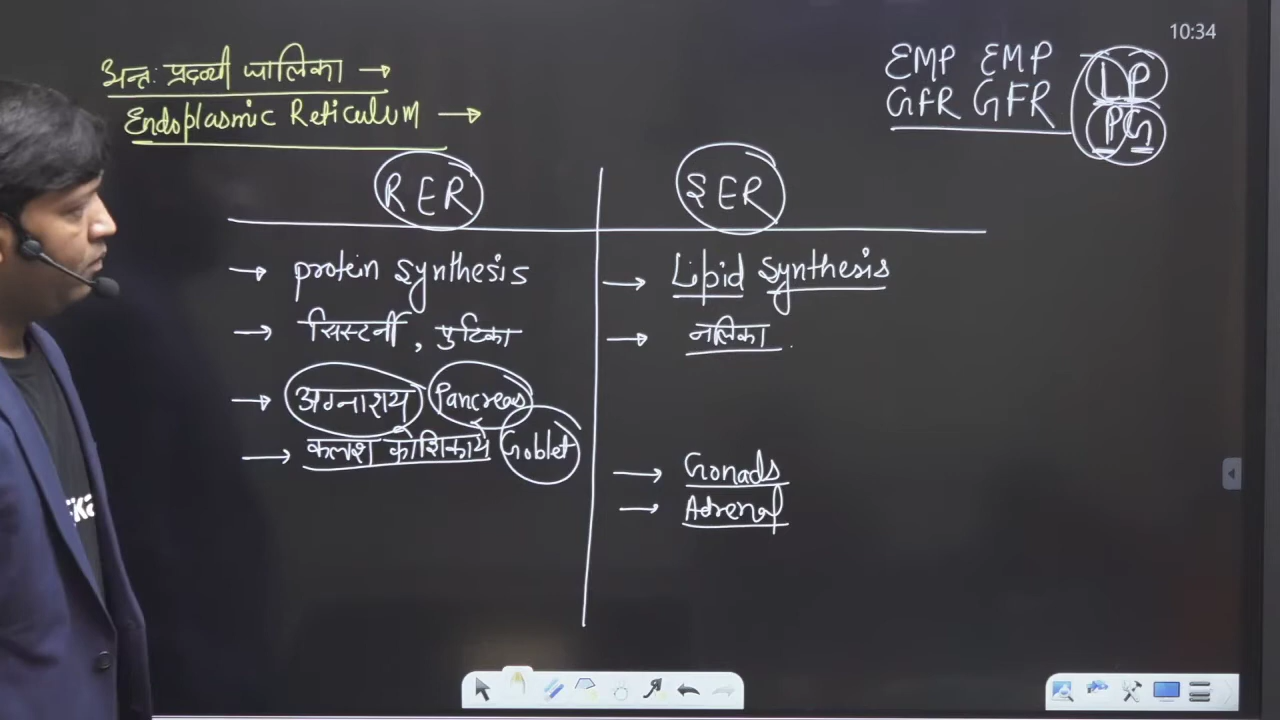 10:34
EMP EMP LP
GFR GFR PG
अन्तः प्रद्रव्यी जालिका →
Endoplasmic Reticulum →
RER SER
→ protein synthesis
→ Lipid synthesis
→ सिस्टर्नी, पुटिका
→ नलिका.
→ अग्नाशय Pancreas
→ कलश कोशिकाये Goblet
→ Gonads
→ Adrenal